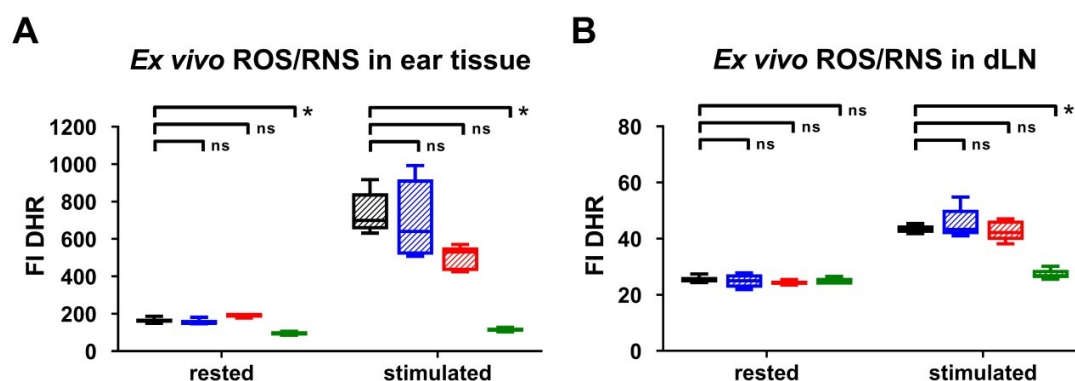 A
Ex vivo ROS/RNS in ear tissue
*
*
ns
ns
ns
ns
FI DHR
1200
1000
800
600
400
200
0
rested
stimulated
B
Ex vivo ROS/RNS in dLN
ns
*
ns
ns
ns
ns
FI DHR
80
60
40
20
0
rested
stimulated